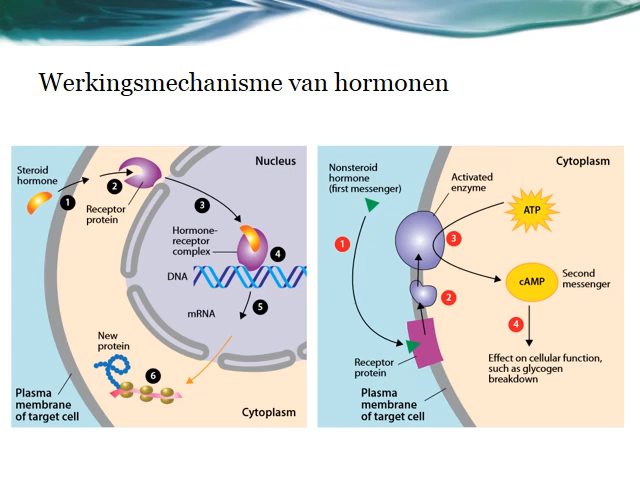 Werkingsmechanisme van hormonen
Steroid
hormone
1
2
Receptor
protein
3
Nucleus
Hormone-
receptor
complex
4
DNA
5
mRNA
New
protein
6
Plasma
membrane
of target cell
Cytoplasm
Nonsteroid
hormone
(first messenger)
Activated
enzyme
Cytoplasm
ATP
1
3
2
cAMP
Second
messenger
4
Receptor
protein
Effect on cellular function,
such as glycogen
breakdown
Plasma
membrane
of target cell